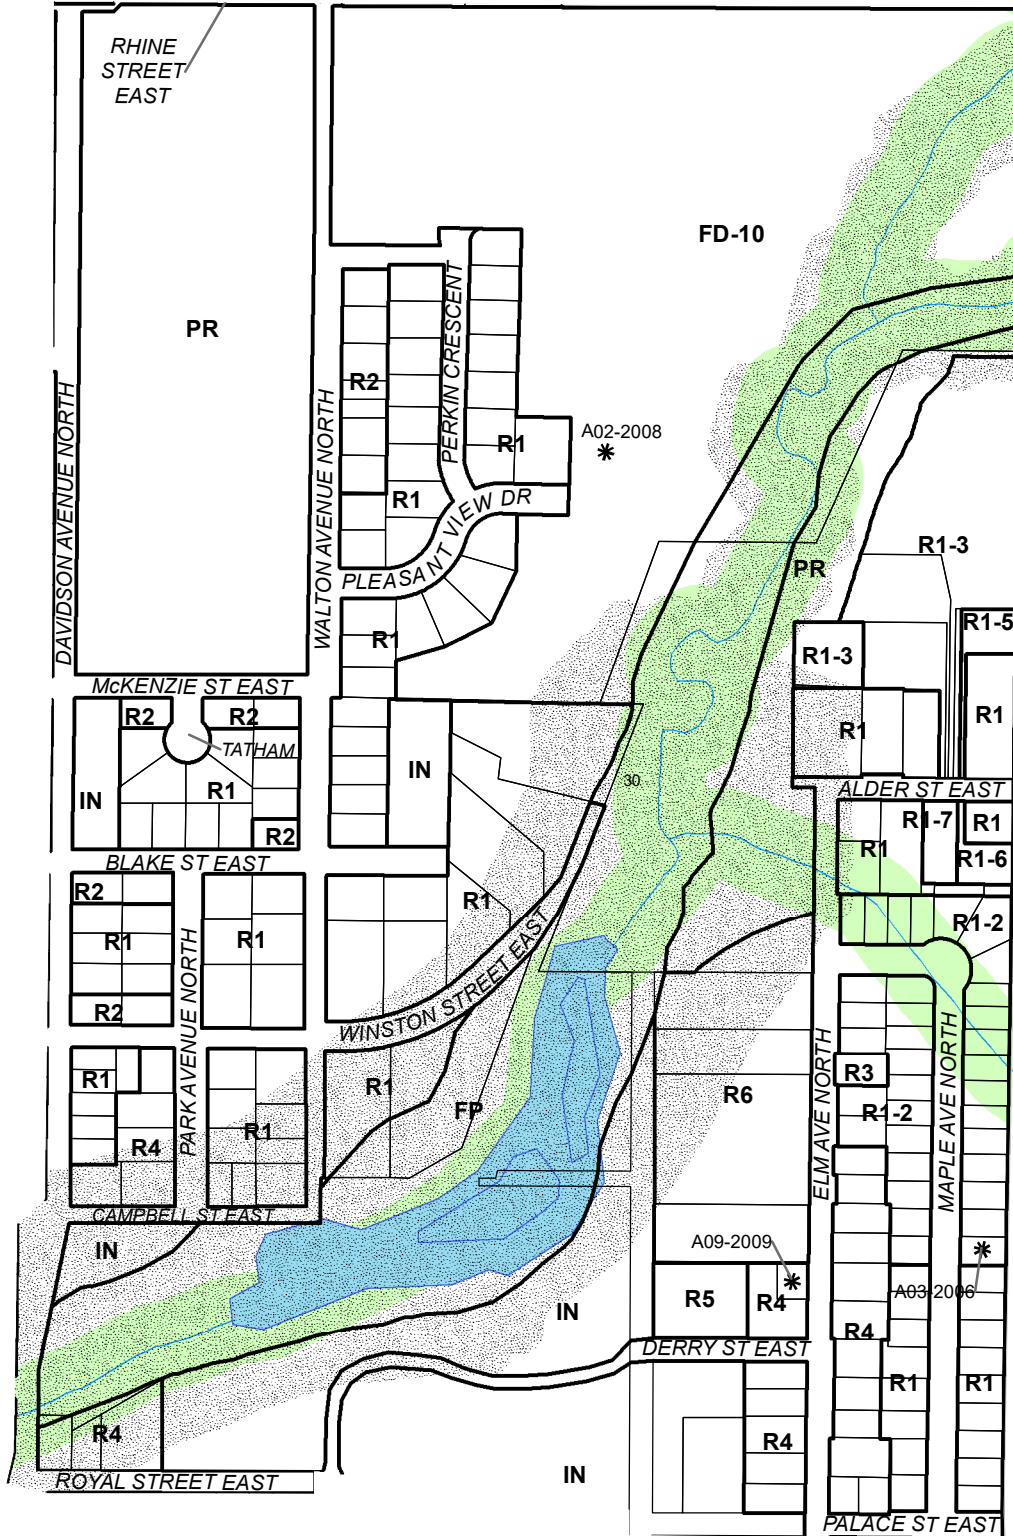 RHINE
STREET
EAST
FD-10
PR
DAVIDSON AVENUE NORTH
WALTON AVENUE NORTH
PERKIN CRESCENT
R2
R1
A02-2008
R1
PLEASANT VIEW DR
R1-3
PR
R1-5
R1
R1-3
McKENZIE ST EAST
R2
R2
R1
R1
TATHAM
IN
30
R1
ALDER ST EAST
IN
R2
R1-7
R1
R1
R1-6
BLAKE ST EAST
R2
R1
R1-2
R1
R1
PARK AVENUE NORTH
WINSTON STREET EAST
R2
ELM AVE NORTH
MAPLE AVE NORTH
R1
R1
R3
R6
FP
R1-2
R4
R1
CAMPBELL ST EAST
IN
A09-2009
A03-2006
R5
R4
IN
R4
DERRY ST EAST
R1
R1
R4
R4
IN
ROYAL STREET EAST
PALACE ST EAST